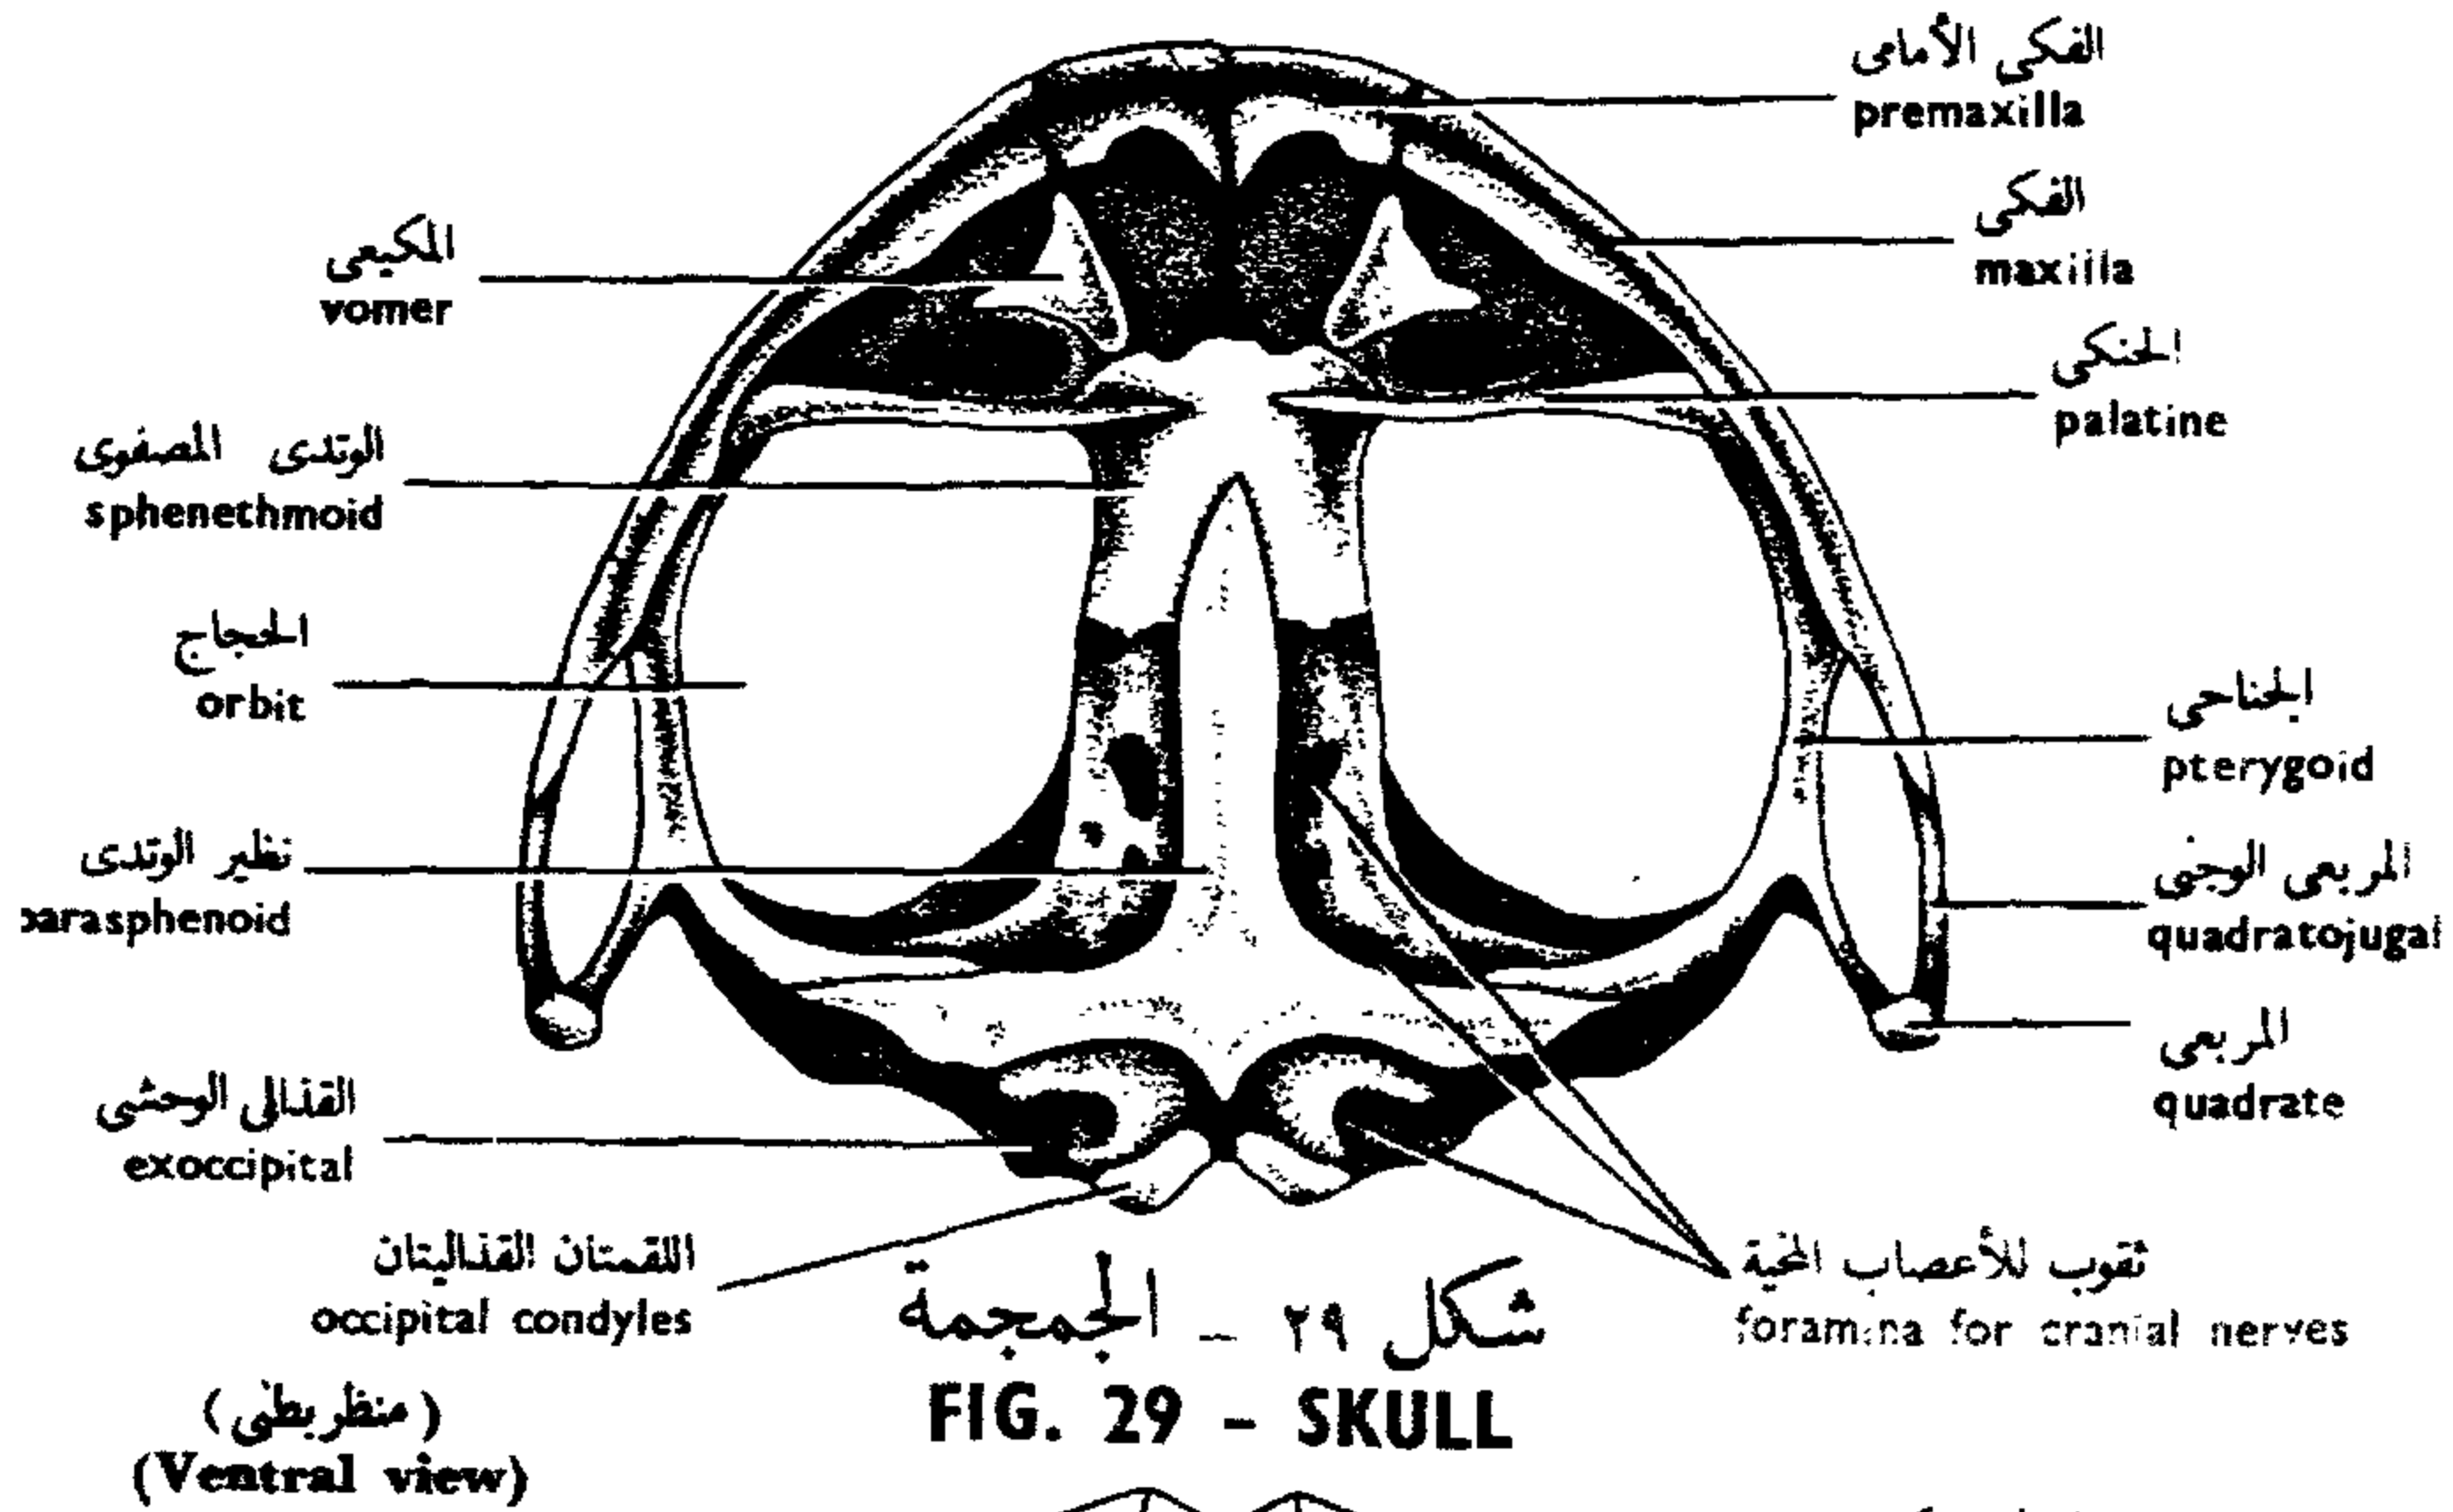 الفكى الأمامى
premaxilla
الفكى
maxilla
الحنكى
palatine
الجناحى
pterygoid
المربعى الوجنى
quadratojugal
المربعى
quadrate
ثقوب للأعصاب المخية
foramina for cranial nerves
المكيعى
vomer
الوتدى المصفوى
sphenethmoid
الحجاج
orbit
نظير الوتدى
parasphenoid
القذالى الوحشى
exoccipital
اللقمتان القذاليتان
occipital condyles
شكل ٢٩ – الجمجمة
FIG. 29 – SKULL
(منظر بطنى)
(Ventral view)